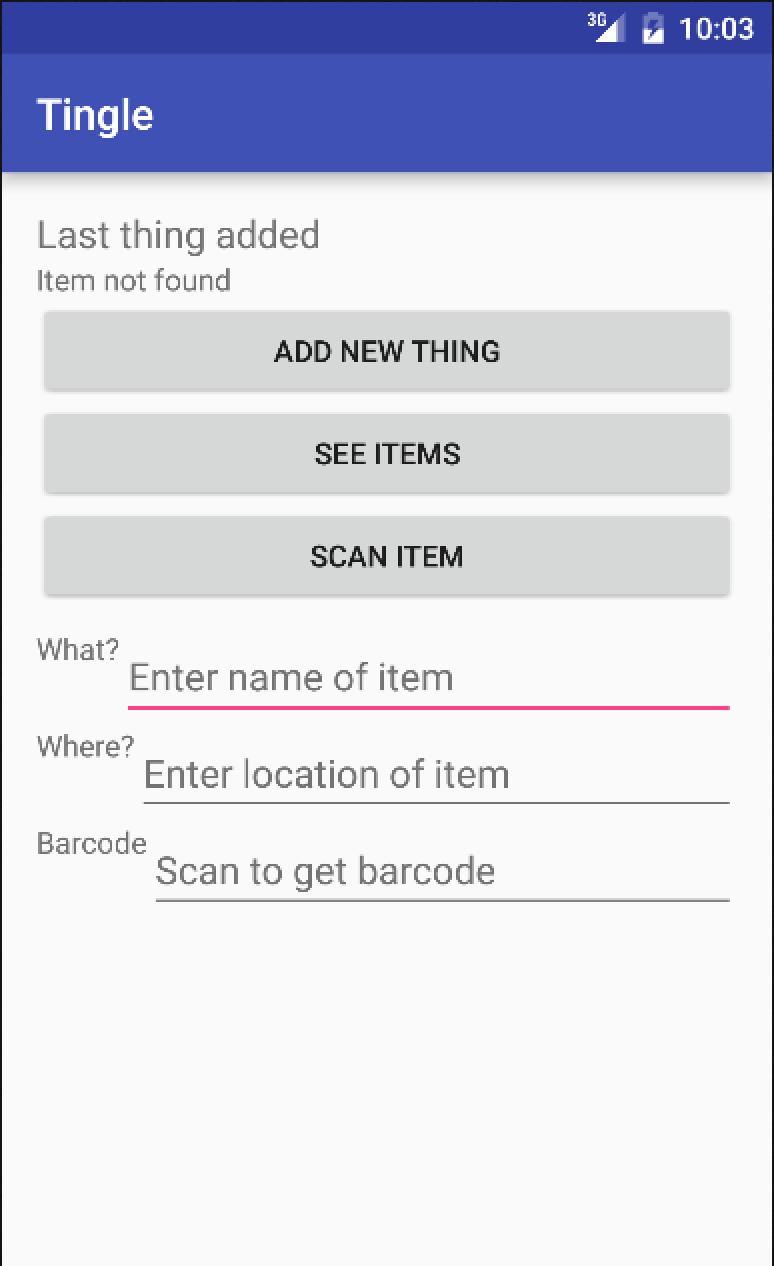 3G 10:03
Tingle
Last thing added
Item not found
ADD NEW THING
SEE ITEMS
SCAN ITEM
What?
Enter name of item
Where?
Enter location of item
Barcode
Scan to get barcode